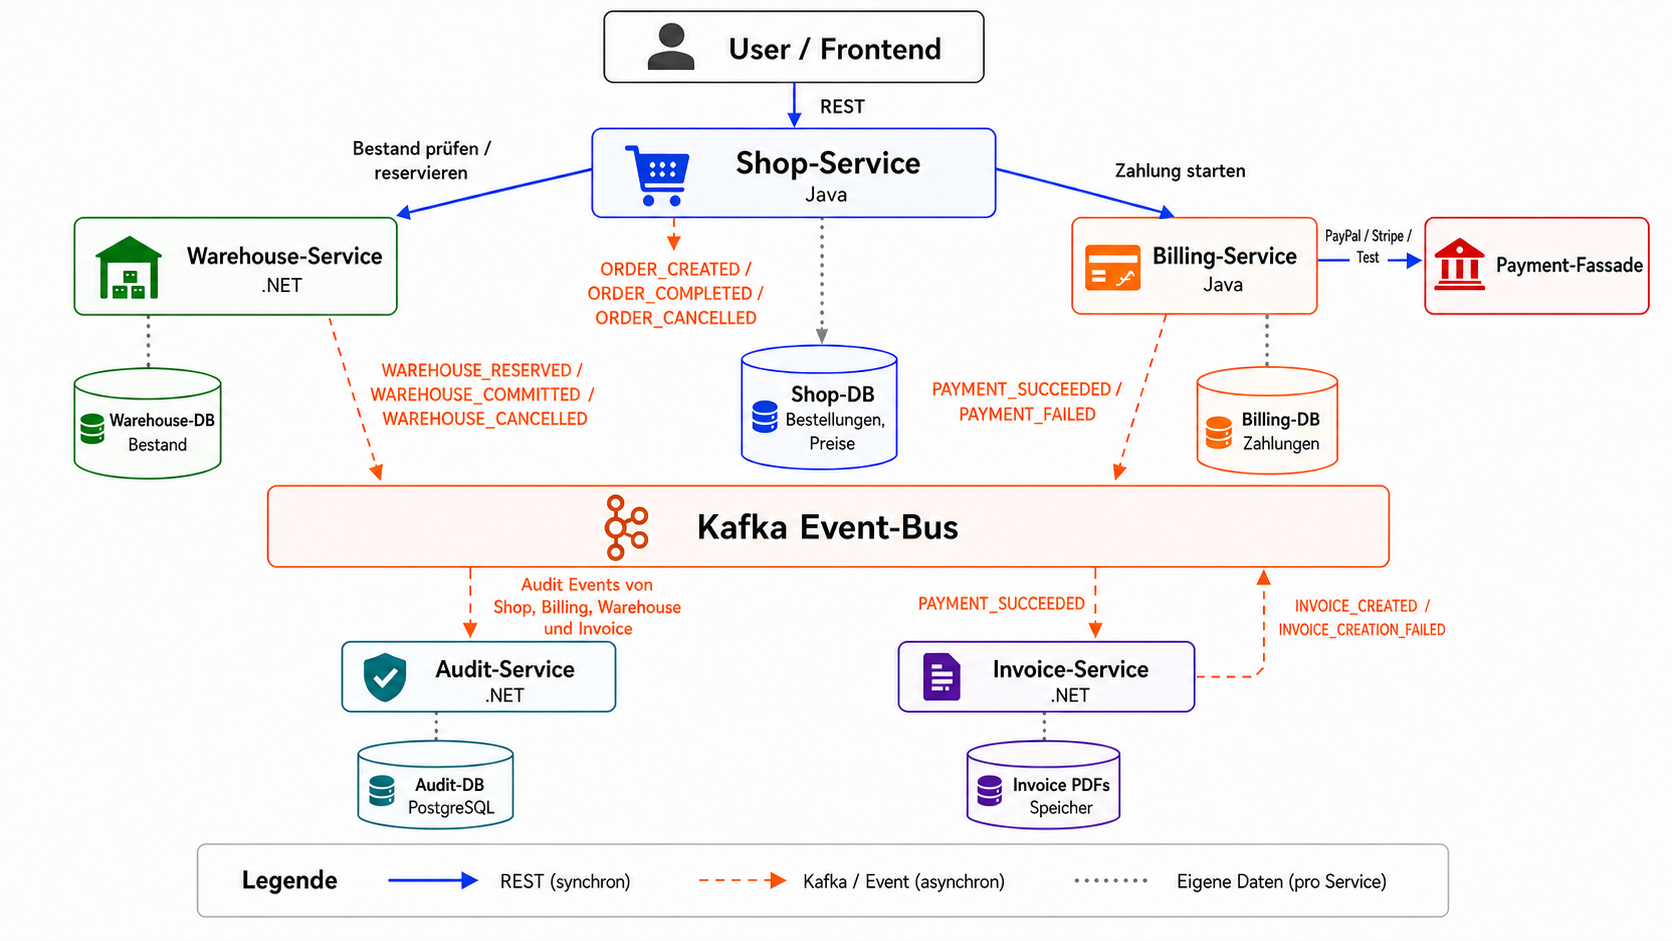 User / Frontend
REST
Bestand prüfen /
reservieren
Shop-Service
Java
Zahlung starten
Warehouse-Service
.NET
ORDER_CREATED /
ORDER_COMPLETED /
ORDER_CANCELLED
Billing-Service
Java
PayPal / Stripe /
Test
Payment-Fassade
WAREHOUSE_RESERVED /
WAREHOUSE_COMMITTED /
WAREHOUSE_CANCELLED
Warehouse-DB
Bestand
Shop-DB
Bestellungen,
Preise
PAYMENT_SUCCEEDED /
PAYMENT_FAILED
Billing-DB
Zahlungen
Kafka Event-Bus
Audit Events von
Shop, Billing, Warehouse
und Invoice
PAYMENT_SUCCEEDED
INVOICE_CREATED /
INVOICE_CREATION_FAILED
Audit-Service
.NET
Invoice-Service
.NET
Audit-DB
PostgreSQL
Invoice PDFs
Speicher
Legende
REST (synchron)
Kafka / Event (asynchron)
Eigene Daten (pro Service)